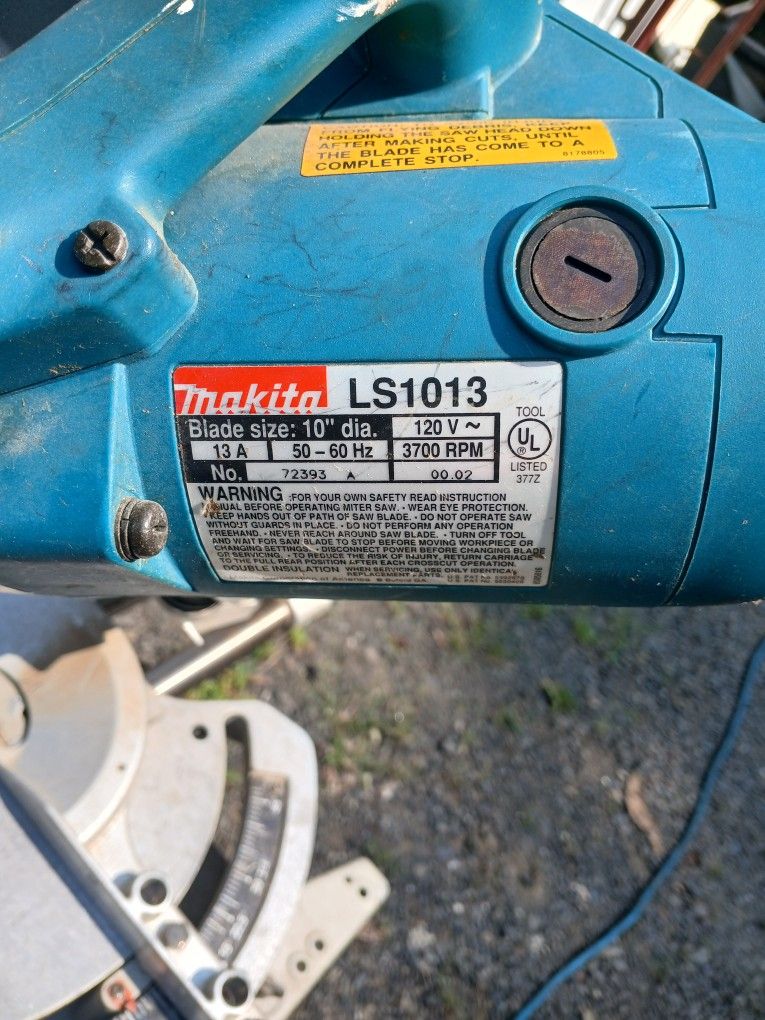 HOLDING THE SAW HEAD DOWN
AFTER MAKING CUTS, UNTIL
THE BLADE HAS COME TO A
COMPLETE STOP.
8178805
makita LS1013
Blade size: 10" dia. 120 V ~
13 A 50 – 60 Hz 3700 RPM
No. 72393 A 00.02
TOOL
UL
LISTED
377Z
WARNING :FOR YOUR OWN SAFETY READ INSTRUCTION
BEFORE OPERATING MITER SAW. • WEAR EYE PROTECTION.
• KEEP HANDS OUT OF PATH OF SAW BLADE. • DO NOT OPERATE SAW
WITHOUT GUARDS IN PLACE. • DO NOT PERFORM ANY OPERATION
FREEHAND. • NEVER REACH AROUND SAW BLADE. • TURN OFF TOOL
AND WAIT FOR SAW BLADE TO STOP BEFORE MOVING WORKPIECE OR
CHANGING SETTINGS. • DISCONNECT POWER BEFORE CHANGING BLADE
OR SERVICING. • TO REDUCE THE RISK OF INJURY, RETURN CARRIAGE
TO THE FULL REAR POSITION AFTER EACH CROSSCUT OPERATION.
DOUBLE INSULATION WHEN SERVICING, USE ONLY IDENTICAL
REPLACEMENT PARTS.